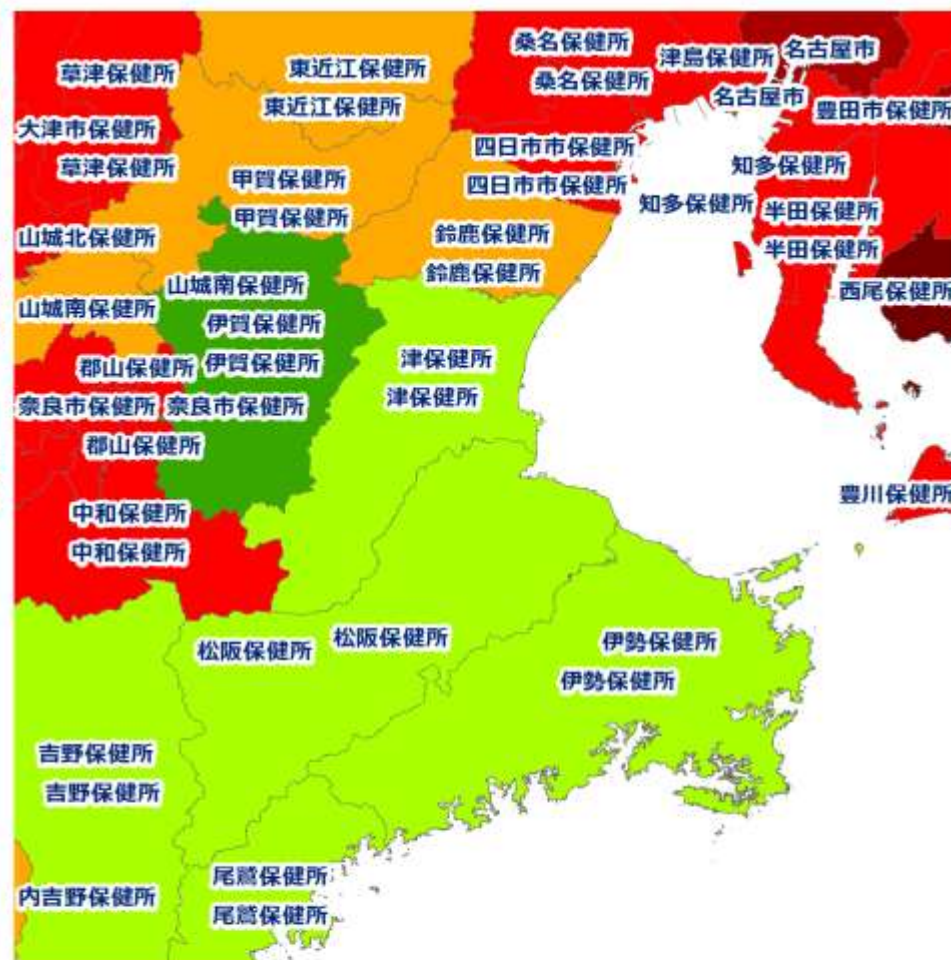 桑名保健所
名古屋市
津島保健所
草津保健所
東近江保健所
桑名保健所
名古屋市
東近江保健所
豊田市保健所
大津市保健所
四日市市保健所
草津保健所
知多保健所
甲賀保健所
四日市市保健所
知多保健所
甲賀保健所
半田保健所
山城北保健所
鈴鹿保健所
半田保健所
鈴鹿保健所
山城南保健所
西尾保健所
山城南保健所
伊賀保健所
津保健所
伊賀保健所
郡山保健所
津保健所
奈良市保健所
奈良市保健所
郡山保健所
豊川保健所
中和保健所
中和保健所
松阪保健所
伊勢保健所
松阪保健所
伊勢保健所
吉野保健所
吉野保健所
尾鷲保健所
内吉野保健所
尾鷲保健所